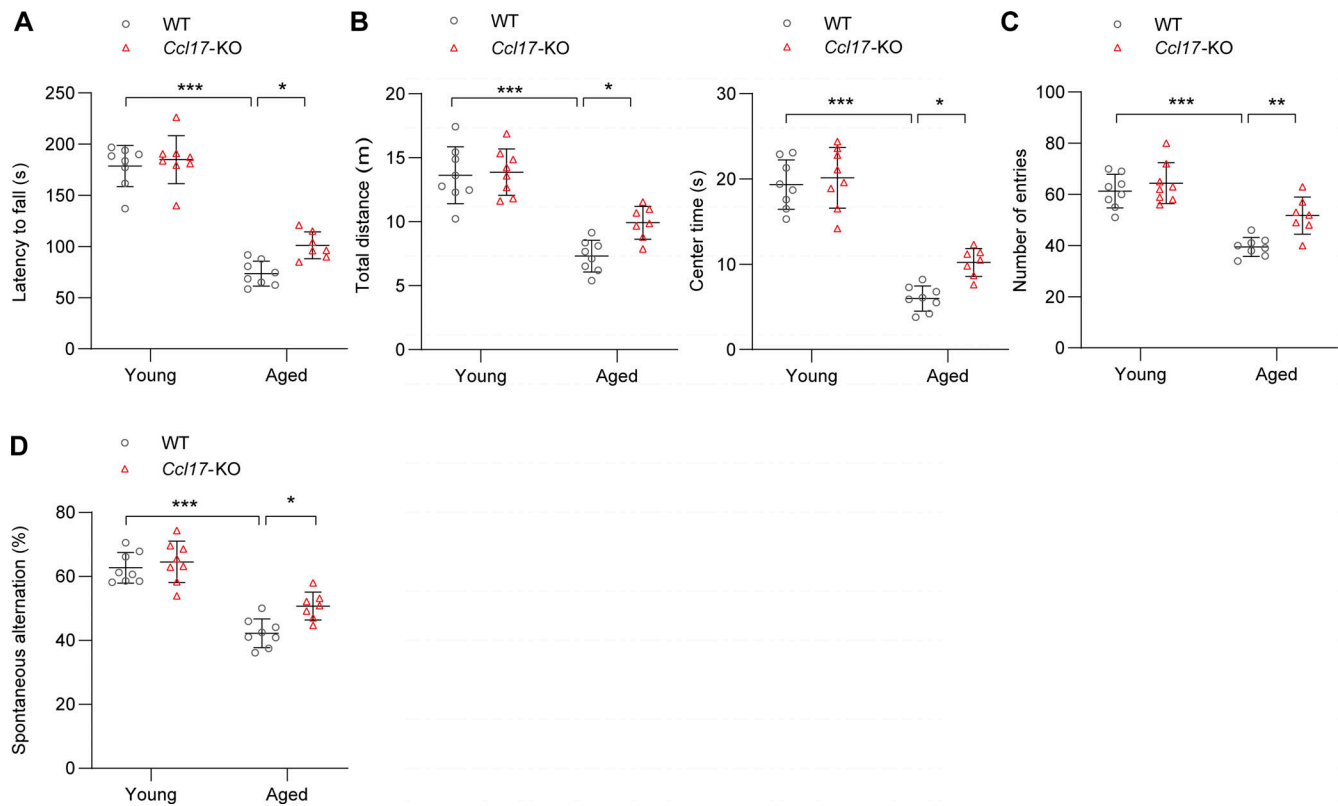 A
WT
Ccl17-KO
***
*
Latency to fall (s)
250
200
150
100
50
0
Young
Aged
B
WT
Ccl17-KO
***
*
Total distance (m)
20
15
10
5
0
Young
Aged
WT
Ccl17-KO
***
*
Center time (s)
30
20
10
0
Young
Aged
C
WT
Ccl17-KO
***
**
Number of entries
100
80
60
40
20
0
Young
Aged
D
WT
Ccl17-KO
***
*
Spontaneous alternation (%)
80
60
40
20
0
Young
Aged